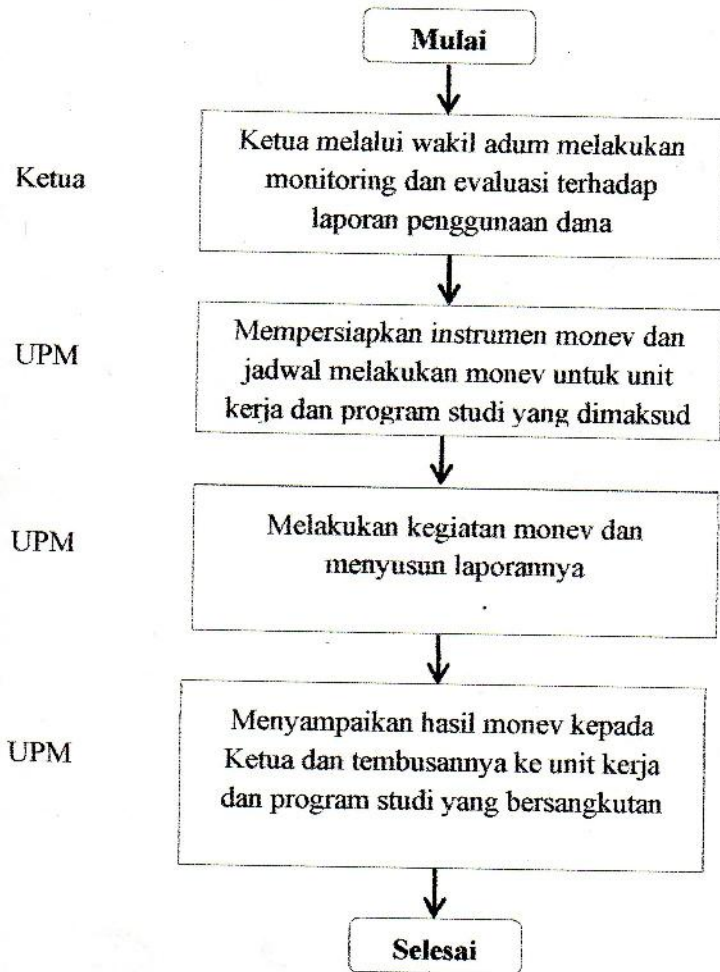 Mulai
Ketua
Ketua melalui wakil adum melakukan
monitoring dan evaluasi terhadap
laporan penggunaan dana
UPM
Mempersiapkan instrumen monev dan
jadwal melakukan monev untuk unit
kerja dan program studi yang dimaksud
UPM
Melakukan kegiatan monev dan
menyusun laporannya
UPM
Menyampaikan hasil monev kepada
Ketua dan tembusannya ke unit kerja
dan program studi yang bersangkutan
Selesai